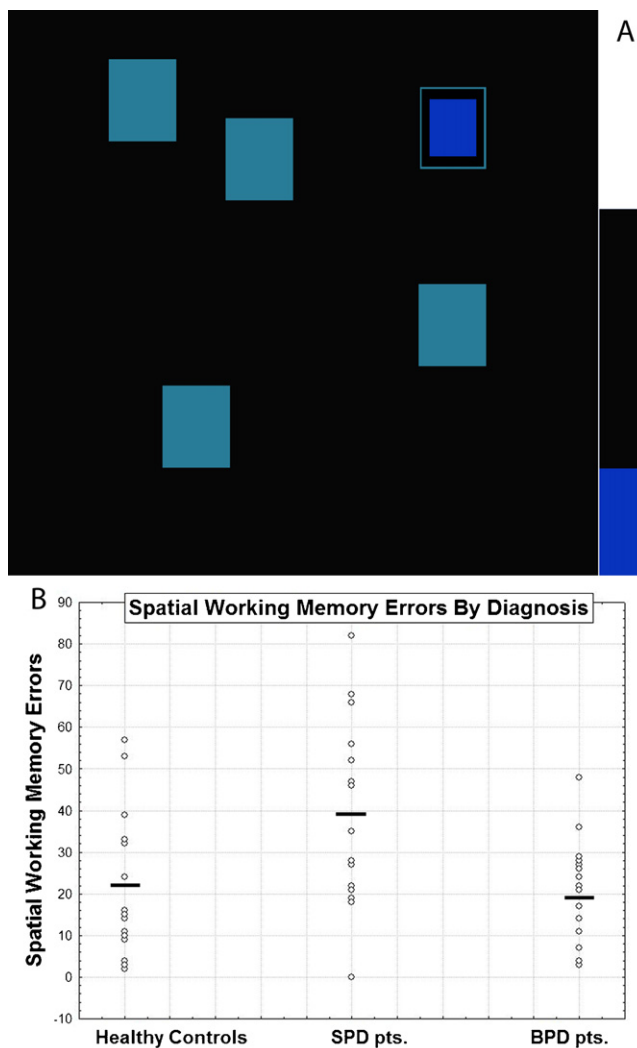 A
B
Spatial Working Memory Errors By Diagnosis
Spatial Working Memory Errors
90
80
70
60
50
40
30
20
10
0
-10
Healthy Controls SPD pts. BPD pts.